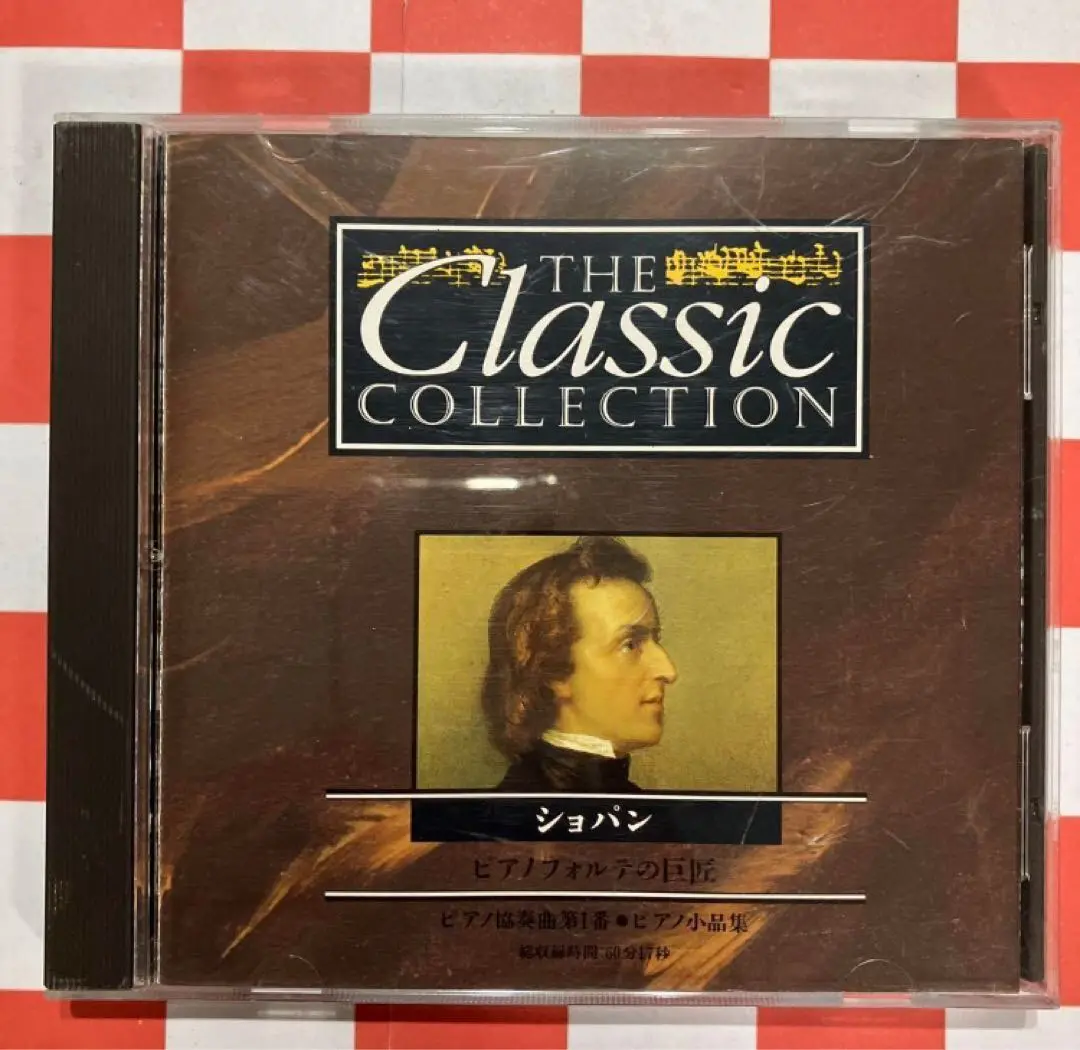 THE
Classic
COLLECTION
ショパン
ピアノフォルテの巨匠
ピアノ協奏曲第1番●ピアノ小品集
総収録時間 60分17秒